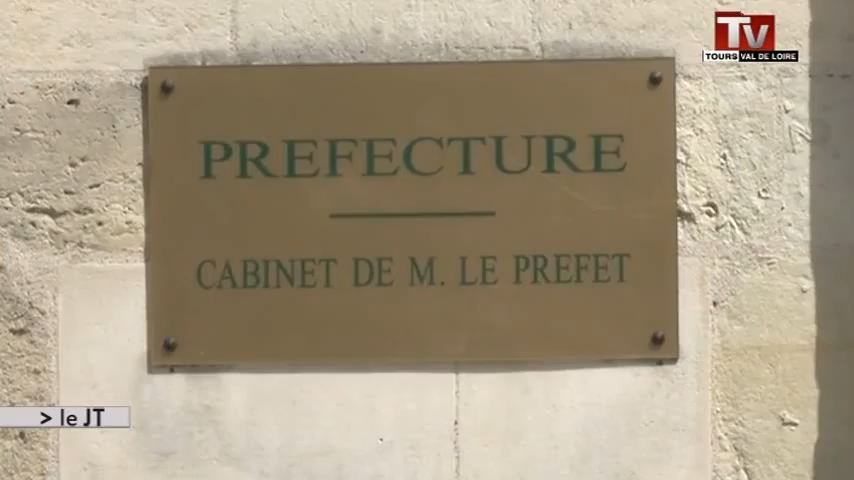 TV
TOURS VAL DE LOIRE
PREFECTURE
CABINET DE M. LE PREFET
> le JT